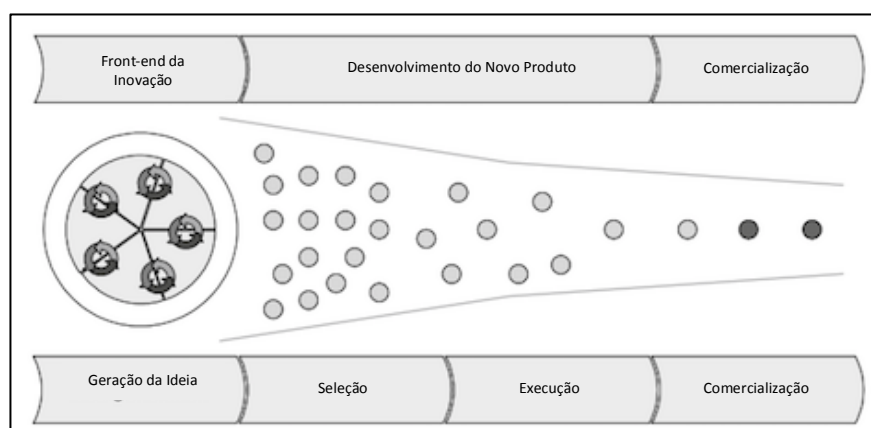 Front-end da
Inovação
Desenvolvimento do Novo Produto
Comercialização
Geração da Ideia
Seleção
Execução
Comercialização